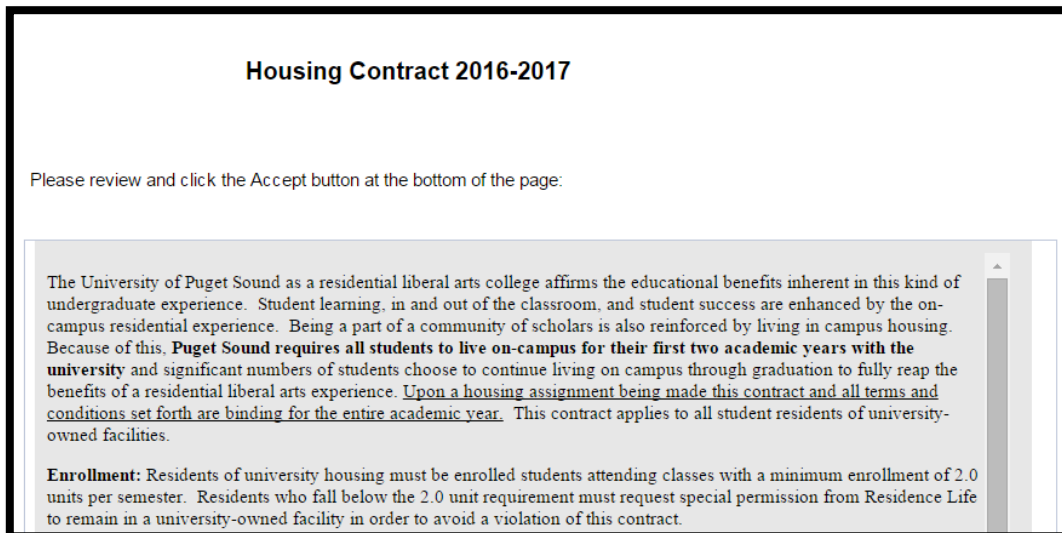 Housing Contract 2016-2017
Please review and click the Accept button at the bottom of the page:
The University of Puget Sound as a residential liberal arts college affirms the educational benefits inherent in this kind of
undergraduate experience.  Student learning, in and out of the classroom, and student success are enhanced by the on-
campus residential experience.  Being a part of a community of scholars is also reinforced by living in campus housing.
Because of this, Puget Sound requires all students to live on-campus for their first two academic years with the
university and significant numbers of students choose to continue living on campus through graduation to fully reap the
benefits of a residential liberal arts experience. Upon a housing assignment being made this contract and all terms and
conditions set forth are binding for the entire academic year.  This contract applies to all student residents of university-
owned facilities.
Enrollment: Residents of university housing must be enrolled students attending classes with a minimum enrollment of 2.0
units per semester.  Residents who fall below the 2.0 unit requirement must request special permission from Residence Life
to remain in a university-owned facility in order to avoid a violation of this contract.